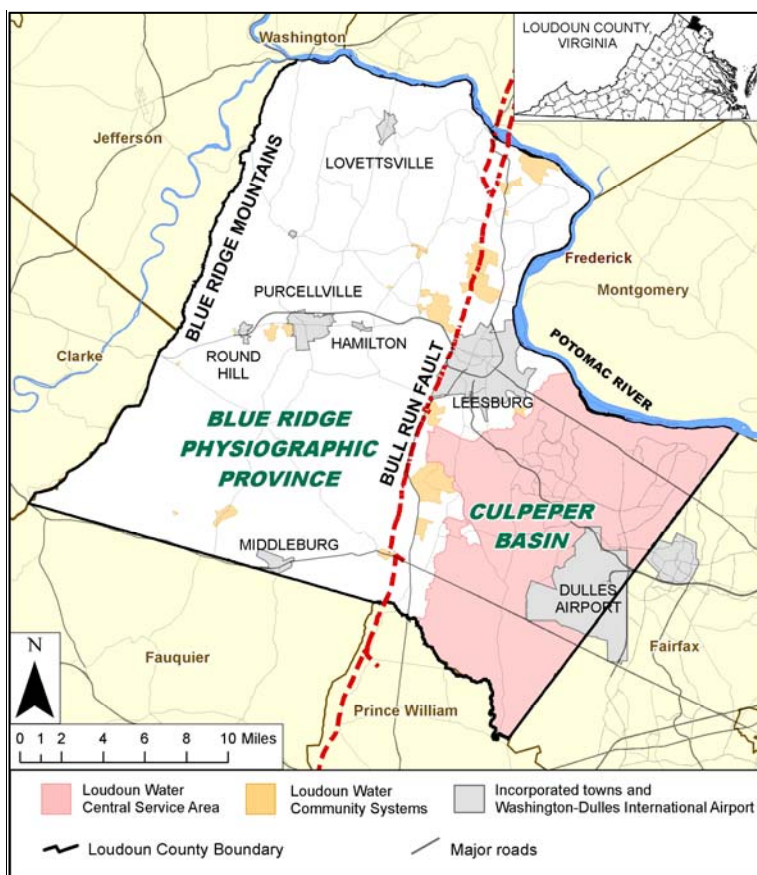 Washington
LOUDOUN COUNTY,
VIRGINIA
Jefferson
LOVETTSVILLE
BLUE RIDGE MOUNTAINS
Frederick
Montgomery
PURCELLVILLE
Clarke
ROUND
HILL
HAMILTON
POTOMAC RIVER
LEESBURG
BULL RUN FAULT
BLUE RIDGE
PHYSIOGRAPHIC
PROVINCE
CULPEPER
BASIN
MIDDLEBURG
DULLES
AIRPORT
N
Fauquier
Fairfax
Prince William
0 1 2 4 6 8 10 Miles
Loudoun Water
Central Service Area
Loudoun Water
Community Systems
Incorporated towns and
Washington-Dulles International Airport
Loudoun County Boundary
Major roads